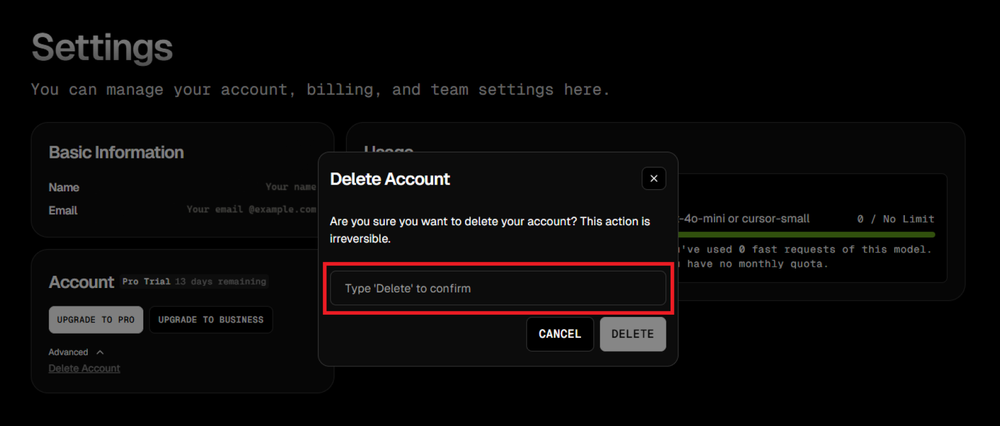 Settings
You can manage your account, billing, and team settings here.
Basic Information
Name Your name
Email Your email @example.com
Account Pro Trial 13 days remaining
UPGRADE TO PRO UPGRADE TO BUSINESS
Advanced
Delete Account
Usage
-4o-mini or cursor-small 0 / No Limit
've used 0 fast requests of this model.
have no monthly quota.
Delete Account
Are you sure you want to delete your account? This action is
irreversible.
Type 'Delete' to confirm
CANCEL DELETE